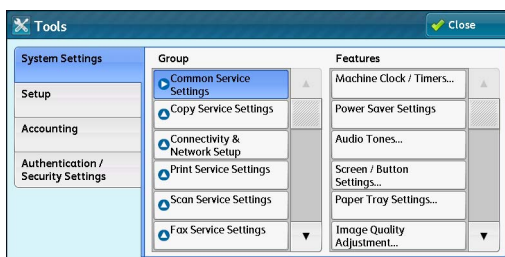 Tools
Close
System Settings
Setup
Accounting
Authentication /
Security Settings
Group
Common Service
Settings
Copy Service Settings
Connectivity &
Network Setup
Print Service Settings
Scan Service Settings
Fax Service Settings
Features
Machine Clock / Timers...
Power Saver Settings
Audio Tones...
Screen / Button
Settings...
Paper Tray Settings...
Image Quality
Adjustment...